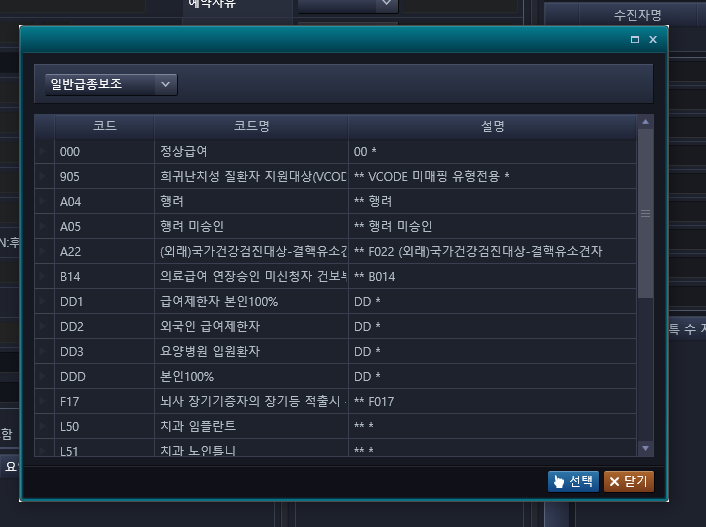 예약사유
수진자명
일반급종보조
코드 코드명 설명
000 정상급여 00 *
905 희귀난치성 질환자 지원대상(VCOD ** VCODE 미매핑 유형전용 *
A04 행려 ** 행려
A05 행려 미승인 ** 행려 미승인
A22 (외래)국가건강검진대상-결핵유소견 ** F022 (외래)국가건강검진대상-결핵유소견자
B14 의료급여 연장승인 미신청자 건보부 ** B014
DD1 급여제한자 본인100% DD *
DD2 외국인 급여제한자 DD *
DD3 요양병원 입원환자 DD *
DDD 본인100% DD *
F17 뇌사 장기기증자의 장기등 적출시 ** F017
L50 치과 임플란트 ** *
L51 치과 노인틀니 ** *
N:후
특 수
함
요
선택 닫기